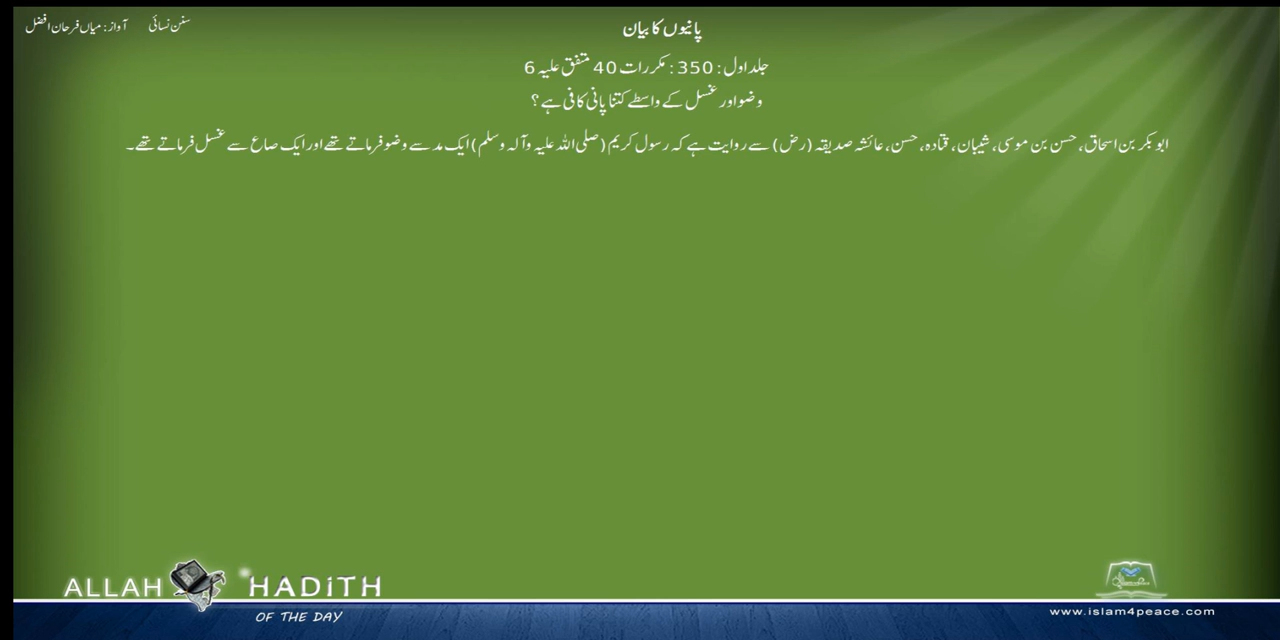 سنن نسائی آواز: میاں فرحان افضل
پانیوں کا بیان
جلد اول : 350 : مکررات 40 متفق علیہ 6
وضو اور غسل کے واسطے کتنا پانی کافی ہے؟
ابوبکر بن اسحاق، حسن بن موسی، شیبان، قتادہ، حسن، عائشہ صدیقہ (رض) سے روایت ہے کہ رسول کریم (صلی اللہ علیہ وآلہ وسلم) ایک مد سے وضو فرماتے تھے اور ایک صاع سے غسل فرماتے تھے۔
ALLAH HADITH
OF THE DAY
www.islam4peace.com